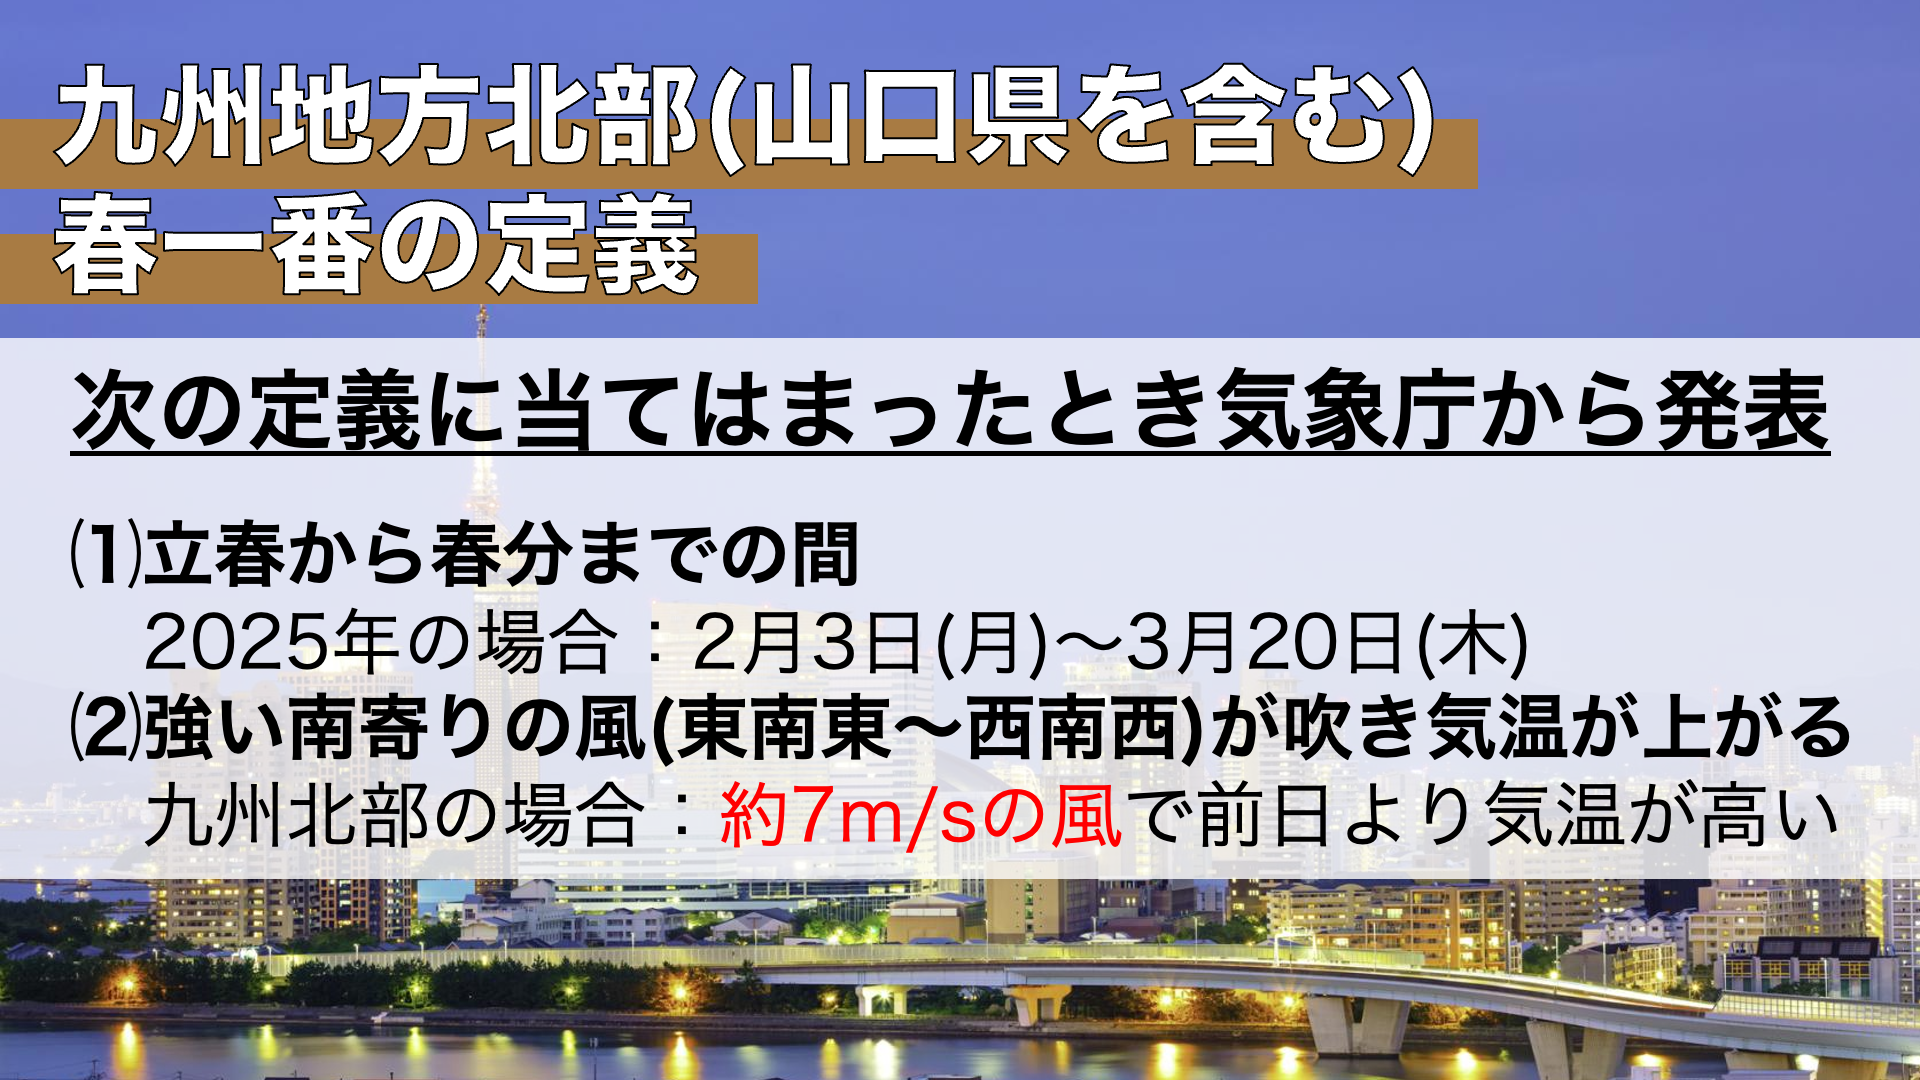 九州地方北部(山口県を含む)
春一番の定義
次の定義に当てはまったとき気象庁から発表
⑴立春から春分までの間
2025年の場合：2月3日(月)〜3月20日(木)
⑵強い南寄りの風(東南東〜西南西)が吹き気温が上がる
九州北部の場合：約7m/sの風で前日より気温が高い